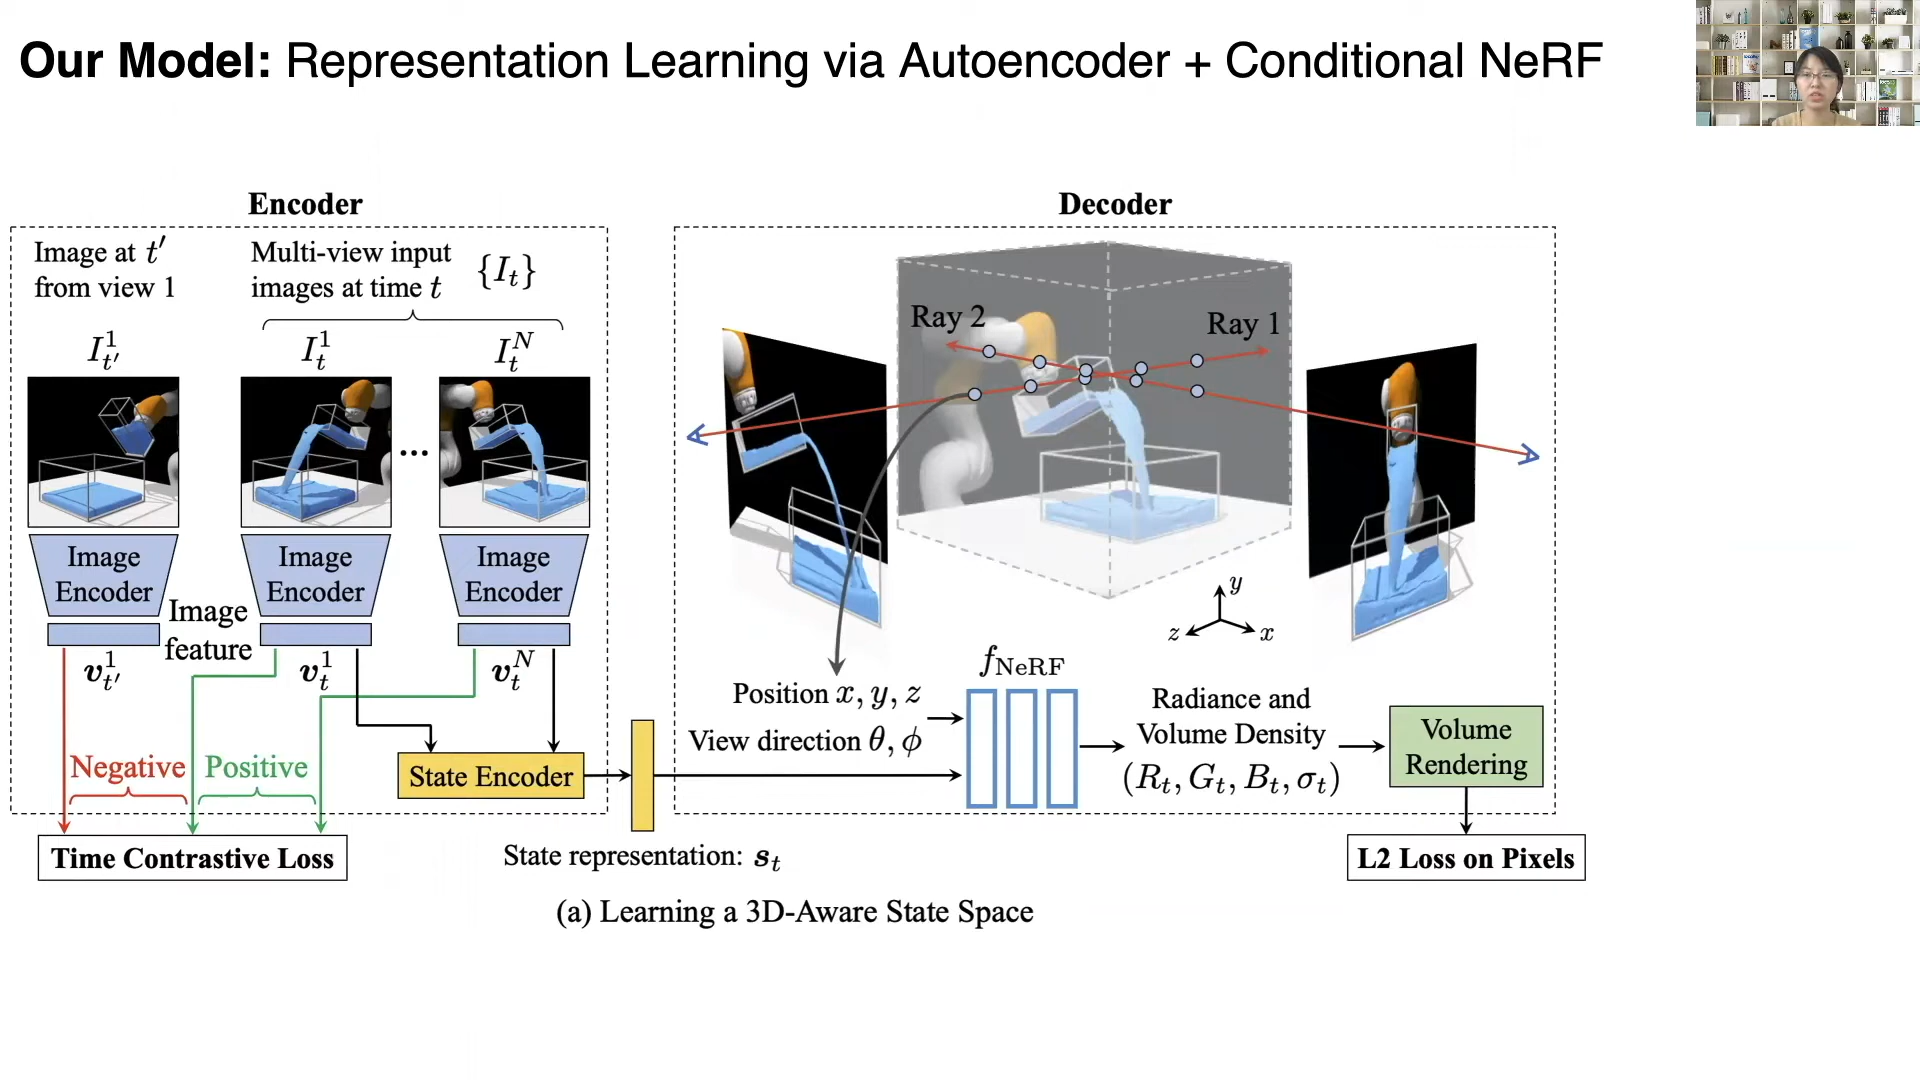 Our Model: Representation Learning via Autoencoder + Conditional NeRF
Encoder
Image at t′
from view 1
Multi-view input
images at time t
{I_t}
I^1_{t′}
I^1_t
I^N_t
...
Image
Encoder
Image
Encoder
Image
Encoder
Image
feature
v^1_{t′}
v^1_t
v^N_t
Negative
Positive
State Encoder
Time Contrastive Loss
State representation: s_t
Decoder
Ray 2
Ray 1
y
z
x
f_NeRF
Position x, y, z
View direction θ, ϕ
Radiance and
Volume Density
(R_t, G_t, B_t, σ_t)
Volume
Rendering
L2 Loss on Pixels
(a) Learning a 3D-Aware State Space